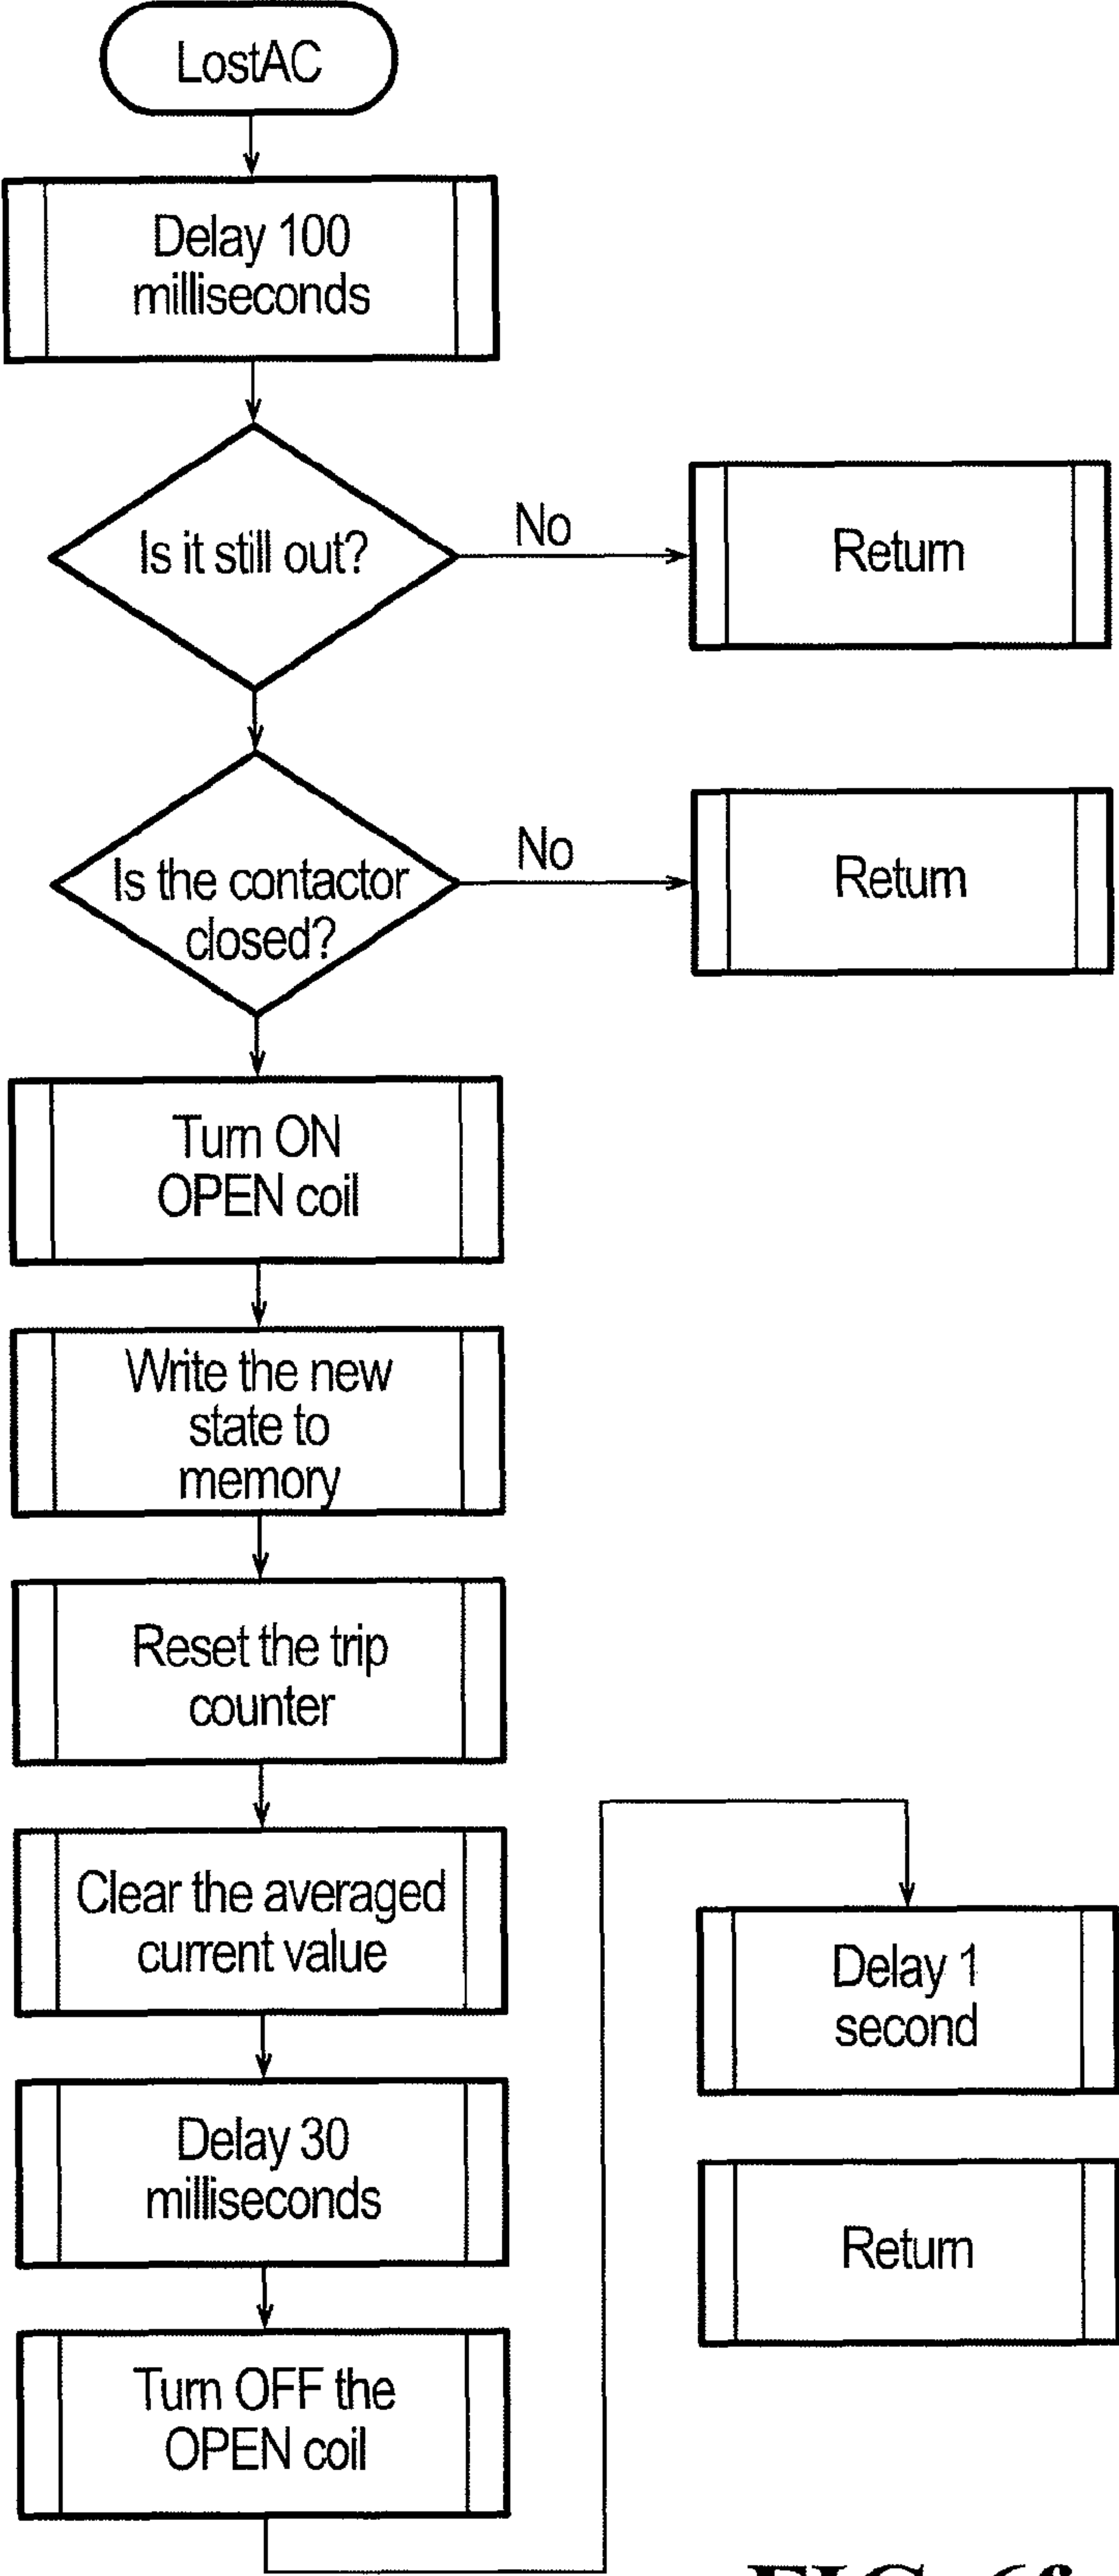 LostAC
Delay 100
milliseconds
Is it still out?
No
Return
Is the contactor
closed?
No
Return
Turn ON
OPEN coil
Write the new
state to
memory
Reset the trip
counter
Clear the averaged
current value
Delay 30
milliseconds
Turn OFF the
OPEN coil
Delay 1
second
Return